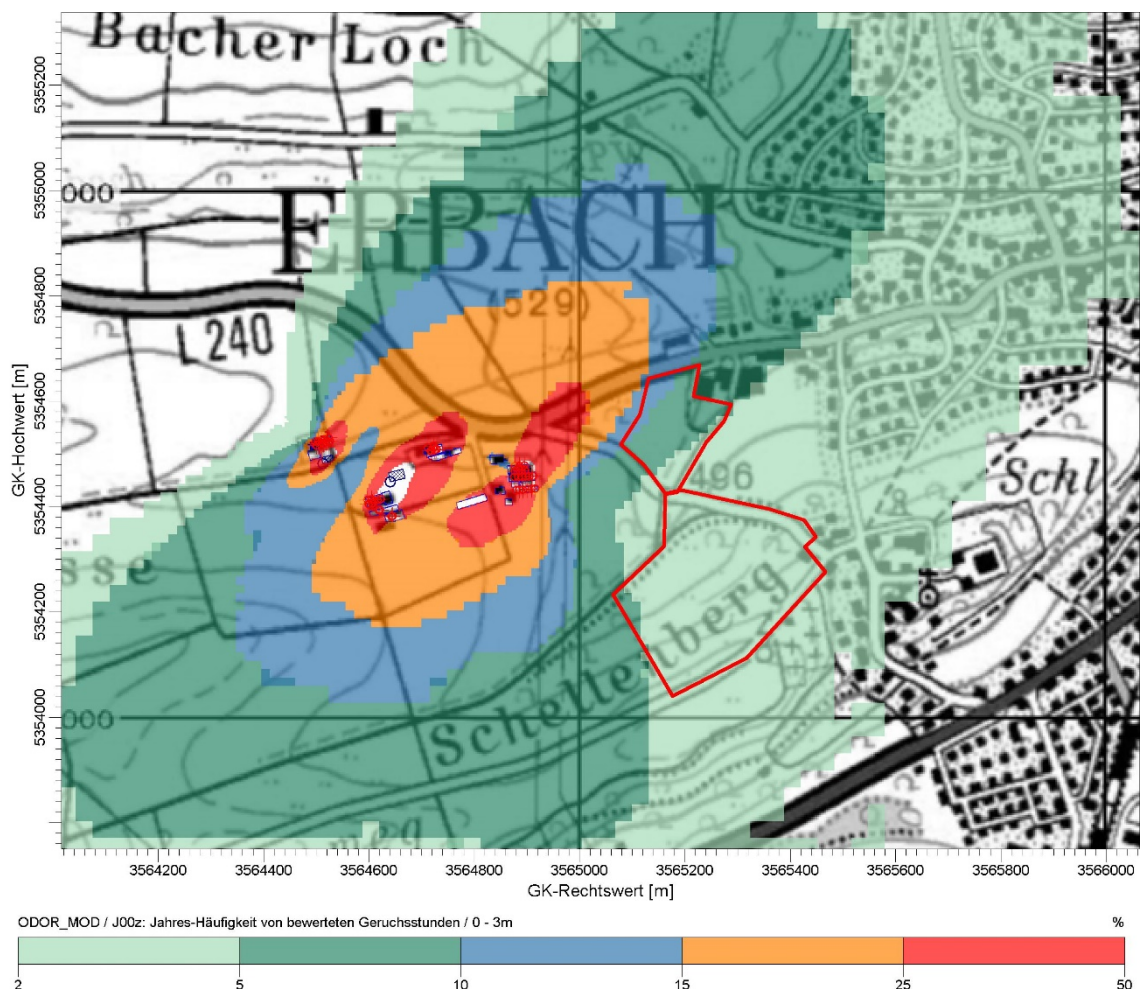 Bacher Loch
5355200
5355000
5354800
5354600
5354400
5354200
5354000
GK-Hochwert [m]
000
ERBACH
(529)
L 240
496
Schl
sse
Schellenberg
000
weg
3564200 3564400 3564600 3564800 3565000 3565200 3565400 3565600 3565800 3566000
GK-Rechtswert [m]
ODOR_MOD / J00z: Jahres-Häufigkeit von bewerteten Geruchsstunden / 0 - 3m %
2 5 10 15 25 50